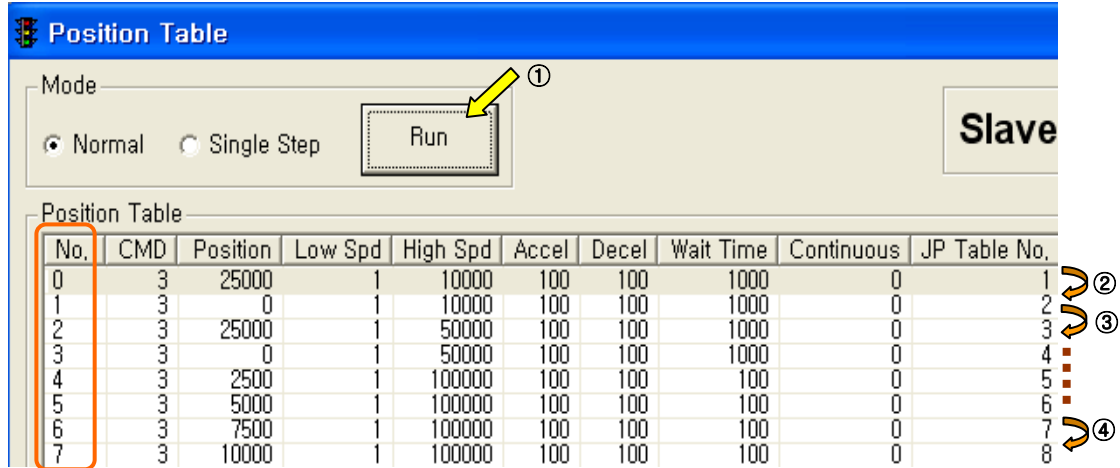 Position Table
①
Mode
Normal Single Step Run
Slave
Position Table
No, CMD Position Low Spd High Spd Accel Decel Wait Time Continuous JP Table No,
0 3 25000 1 10000 100 100 1000 0 1
②
1 3 0 1 10000 100 100 1000 0 2
2 3 25000 1 50000 100 100 1000 0 3
③
3 3 0 1 50000 100 100 1000 0 4
4 3 2500 1 100000 100 100 100 0 5
5 3 5000 1 100000 100 100 100 0 6
6 3 7500 1 100000 100 100 100 0 7
④
7 3 10000 1 100000 100 100 100 0 8